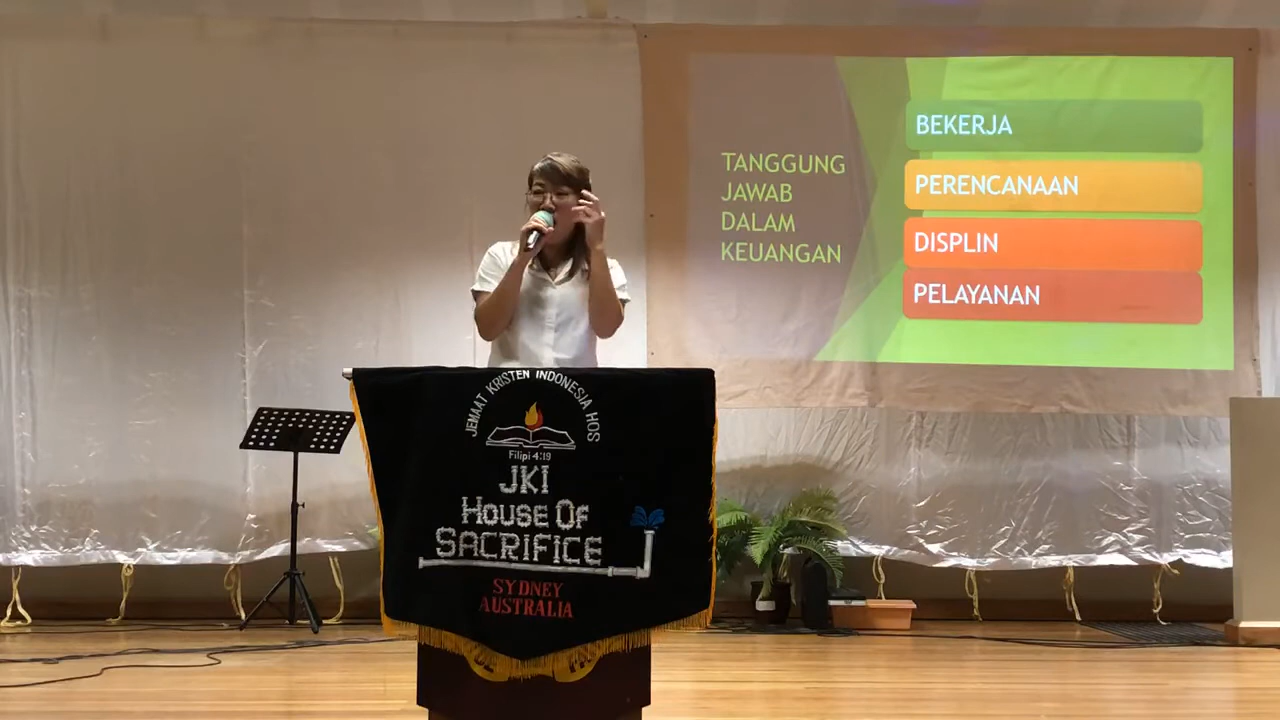 TANGGUNG
JAWAB
DALAM
KEUANGAN
BEKERJA
PERENCANAAN
DISPLIN
PELAYANAN
JEMAAT KRISTEN INDONESIA HOS
Filipi 4:19
JKI
HOUSE OF
SACRIFICE
SYDNEY
AUSTRALIA